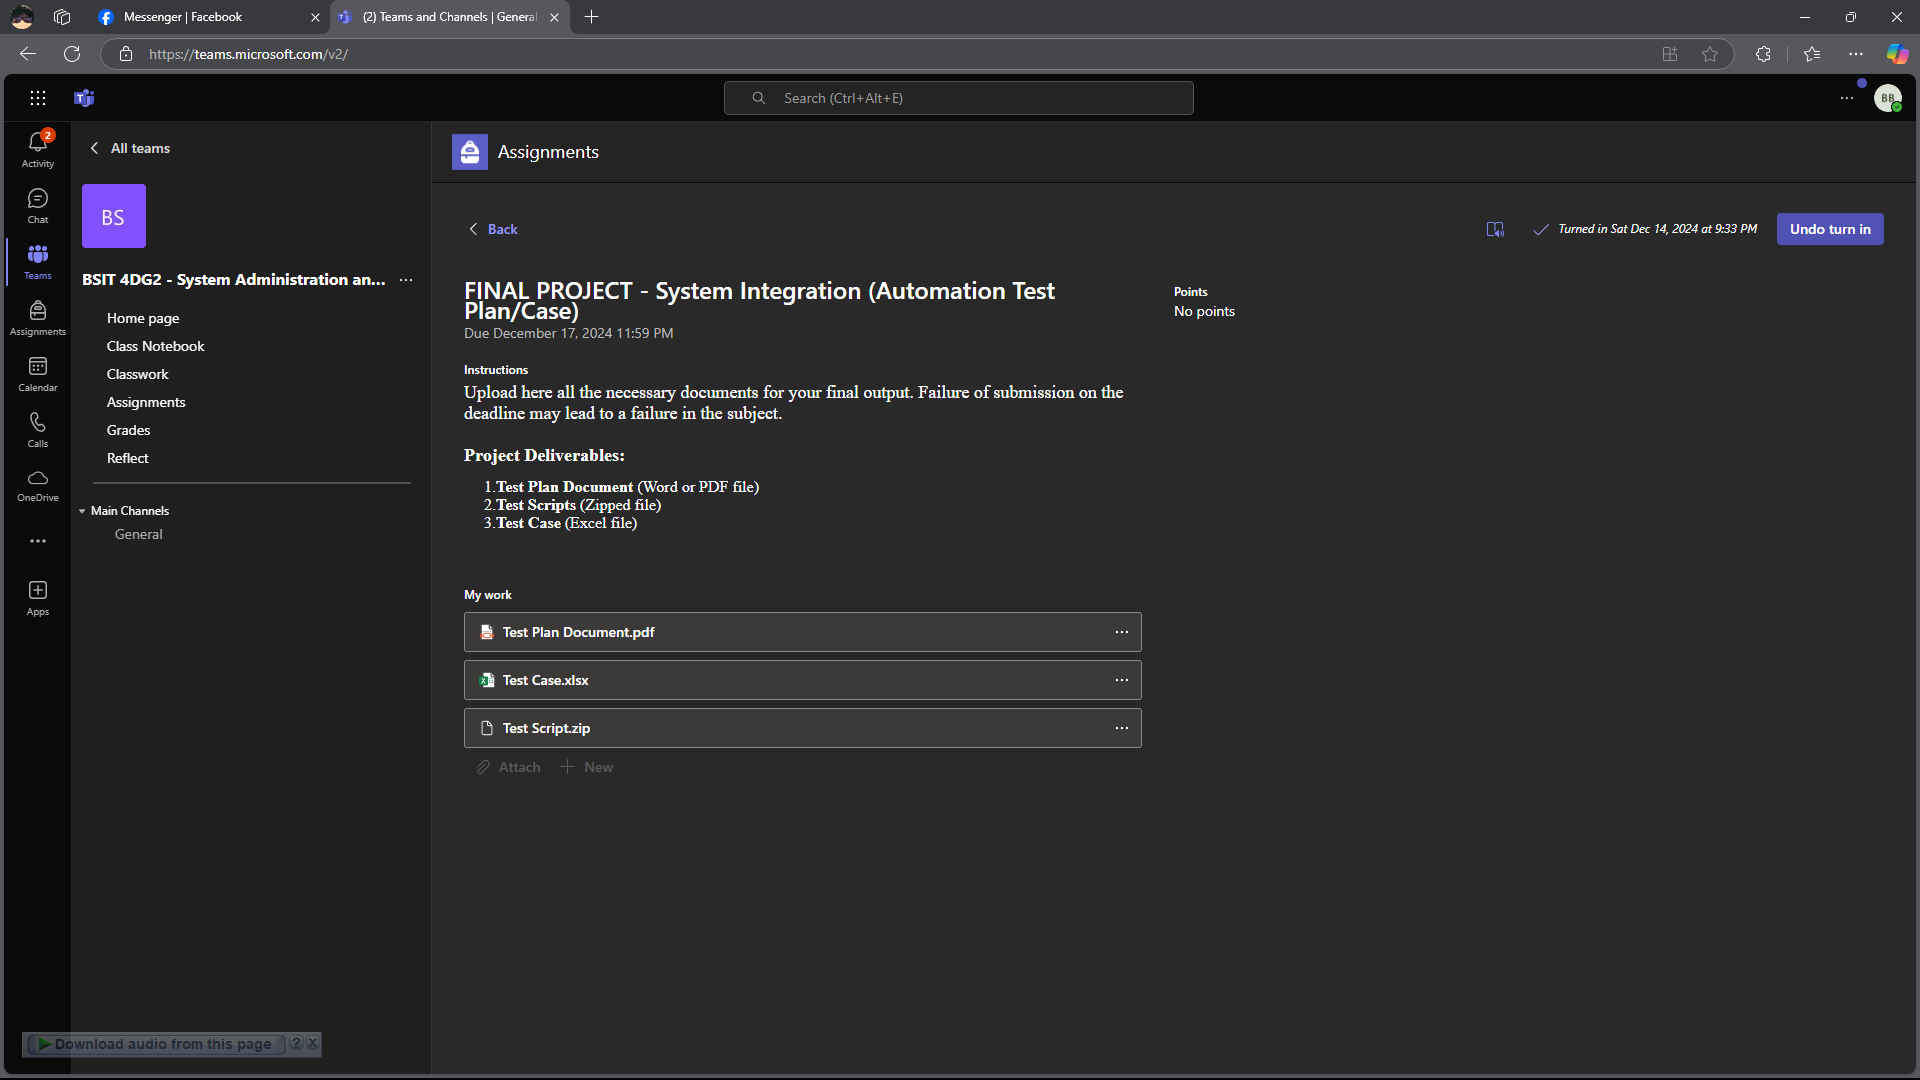 Messenger | Facebook
(2) Teams and Channels | General
https://teams.microsoft.com/v2/
Search (Ctrl+Alt+E)
BB
2
Activity
Chat
Teams
Assignments
Calendar
Calls
OneDrive
Apps
All teams
BS
BSIT 4DG2 - System Administration an...
Home page
Class Notebook
Classwork
Assignments
Grades
Reflect
Main Channels
General
Assignments
Back
Turned in Sat Dec 14, 2024 at 9:33 PM
Undo turn in
FINAL PROJECT - System Integration (Automation Test
Plan/Case)
Due December 17, 2024 11:59 PM
Points
No points
Instructions
Upload here all the necessary documents for your final output. Failure of submission on the
deadline may lead to a failure in the subject.
Project Deliverables:
1.Test Plan Document (Word or PDF file)
2.Test Scripts (Zipped file)
3.Test Case (Excel file)
My work
Test Plan Document.pdf
Test Case.xlsx
Test Script.zip
Attach
New
Download audio from this page